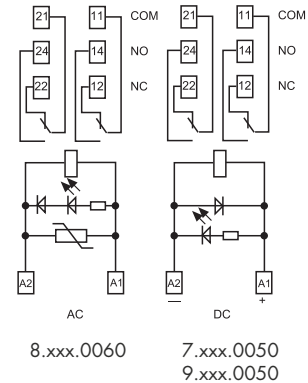 21 11 COM 21 11 COM
24 14 NO 24 14 NO
22 12 NC 22 12 NC
A2 A1 A2 A1
— +
AC DC
8.xxx.0060 7.xxx.0050
9.xxx.0050